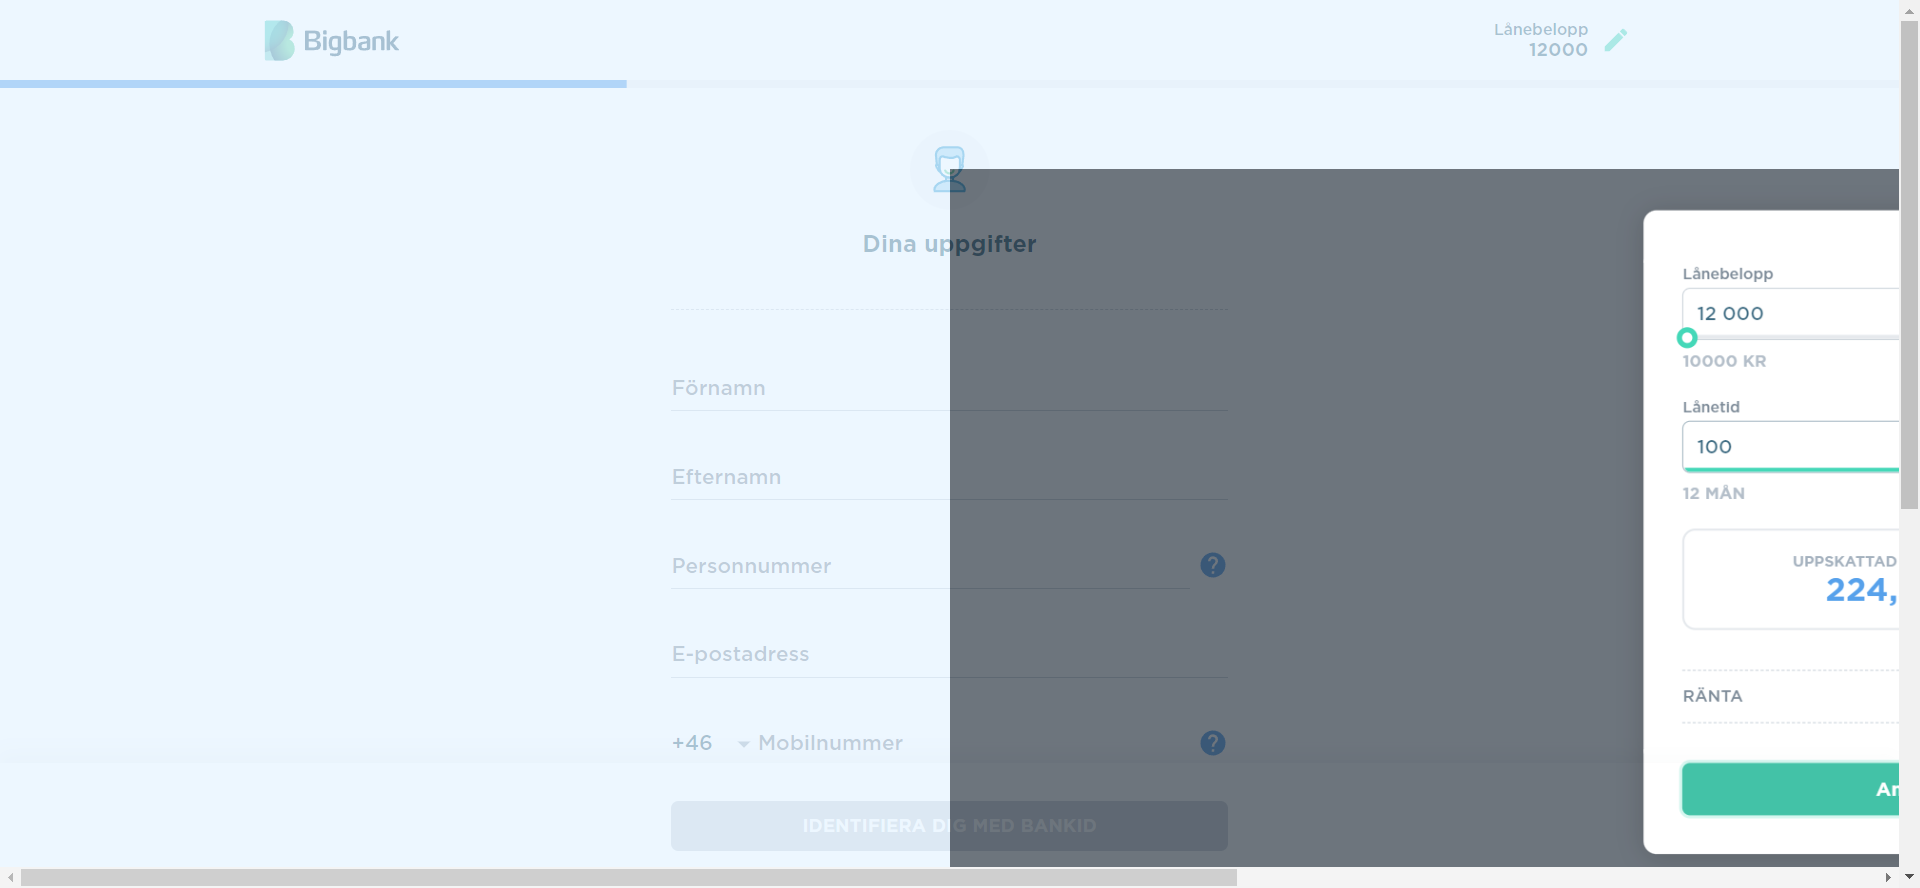 Bigbank
Lånebelopp
12000
Dina uppgifter
Förnamn
Efternamn
Personnummer
?
E-postadress
+46 Mobilnummer
?
IDENTIFIERA DIG MED BANKID
Lånebelopp
12 000
10000 KR
Lånetid
100
12 MÅN
UPPSKATTAD
224,
RÄNTA